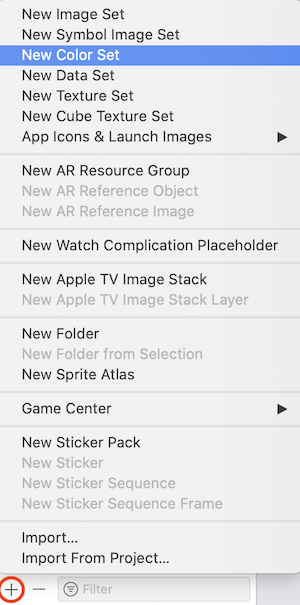 New Image Set
New Symbol Image Set
New Color Set
New Data Set
New Texture Set
New Cube Texture Set
App Icons & Launch Images
New AR Resource Group
New AR Reference Object
New AR Reference Image
New Watch Complication Placeholder
New Apple TV Image Stack
New Apple TV Image Stack Layer
New Folder
New Folder from Selection
New Sprite Atlas
Game Center
New Sticker Pack
New Sticker
New Sticker Sequence
New Sticker Sequence Frame
Import...
Import From Project...
Filter